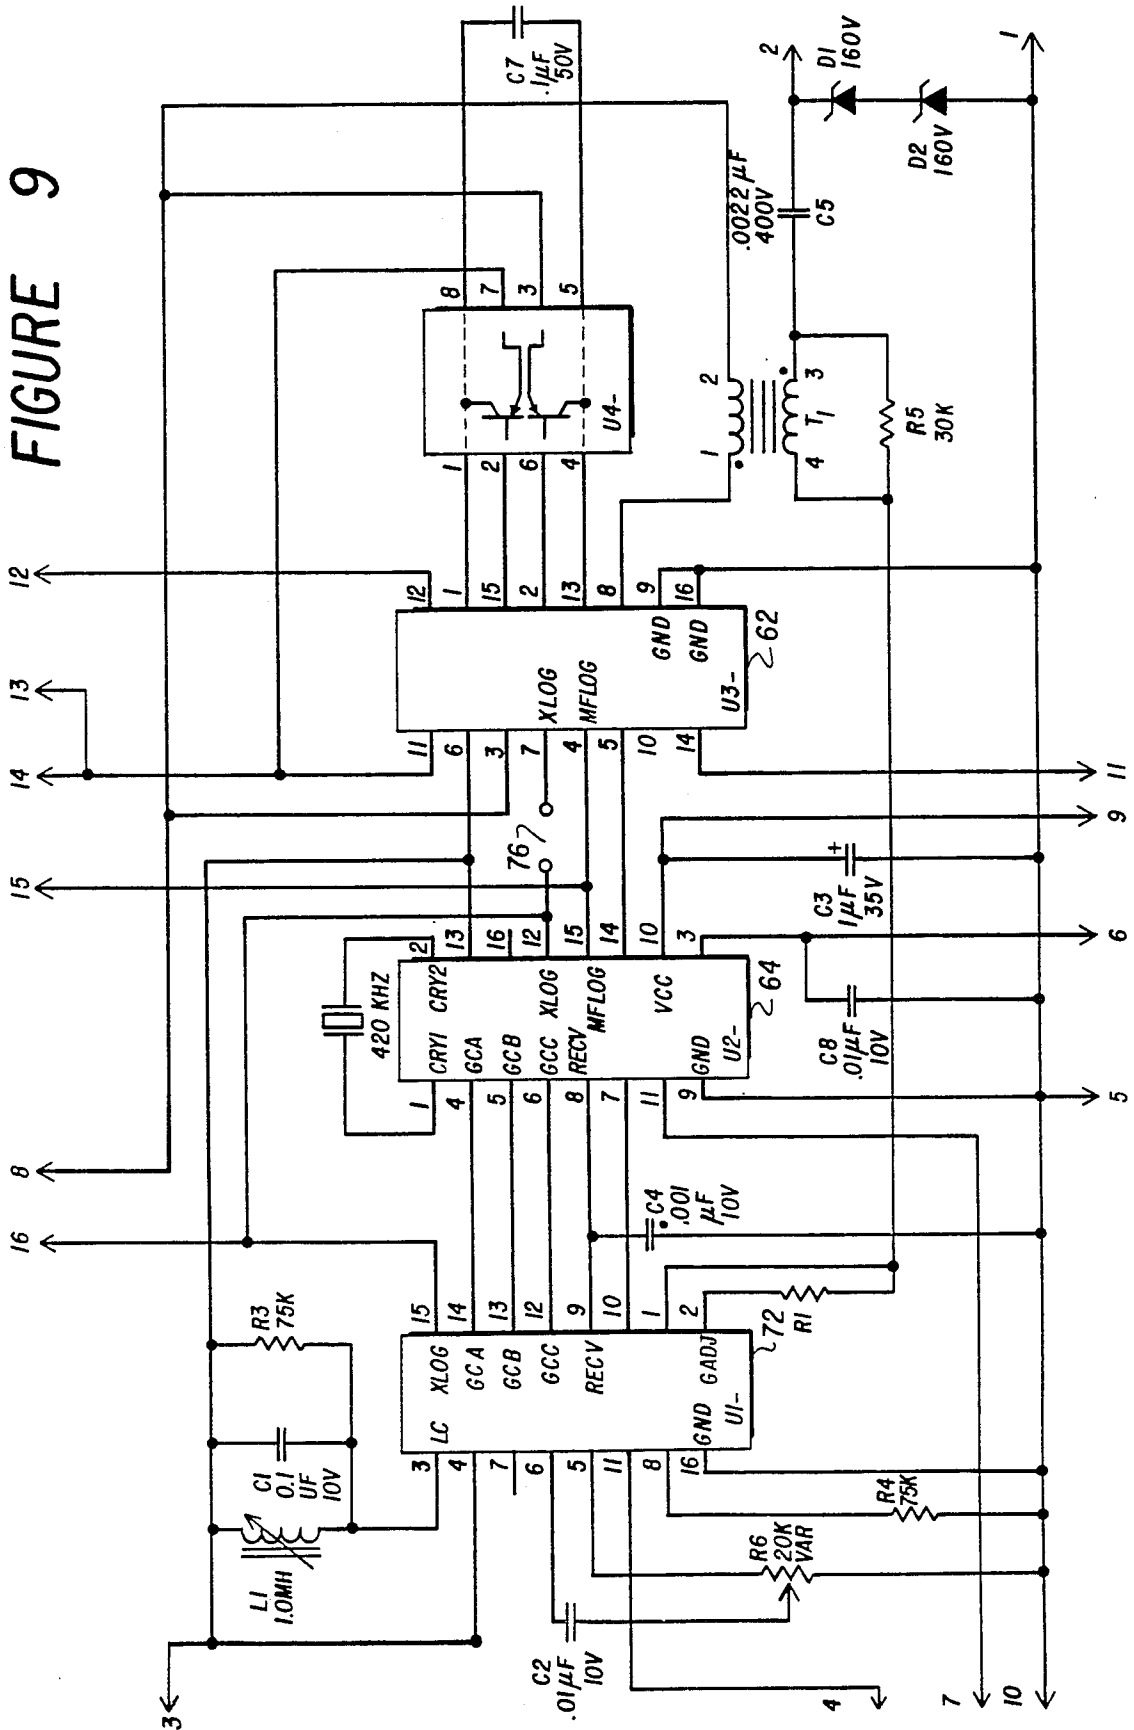 FIGURE 9
3
16
8
15
14
13
12
L1
1.0MH
C1
0.1
UF
10V
R3
75K
420 KHZ
76
C7
.1µF
50V
3
4
7
6
5
11
8
16
LC
XLOG
GCA
GCB
GCC
RECV
GADJ
GND
U1-
72
15
14
13
12
9
10
1
2
1
4
5
6
8
7
11
9
CRY1
CRY2
GCA
GCB
GCC
XLOG
RECV
MFLOG
VCC
GND
U2-
64
2
13
16
12
15
14
10
3
11
6
3
7
4
5
10
14
XLOG
MFLOG
GND
GND
U3-
62
12
1
15
2
13
8
9
16
1
2
6
4
U4-
8
7
3
5
C2
.01µF
10V
R6
20K
VAR
R4
75K
R1
C4
.001
µF
10V
C8
.01µF
10V
C3
+
1µF
35V
1
2
4
3
T1
R5
30K
.0022 µF
400V
C5
D1
160V
D2
160V
2
1
4
7
10
5
6
9
11